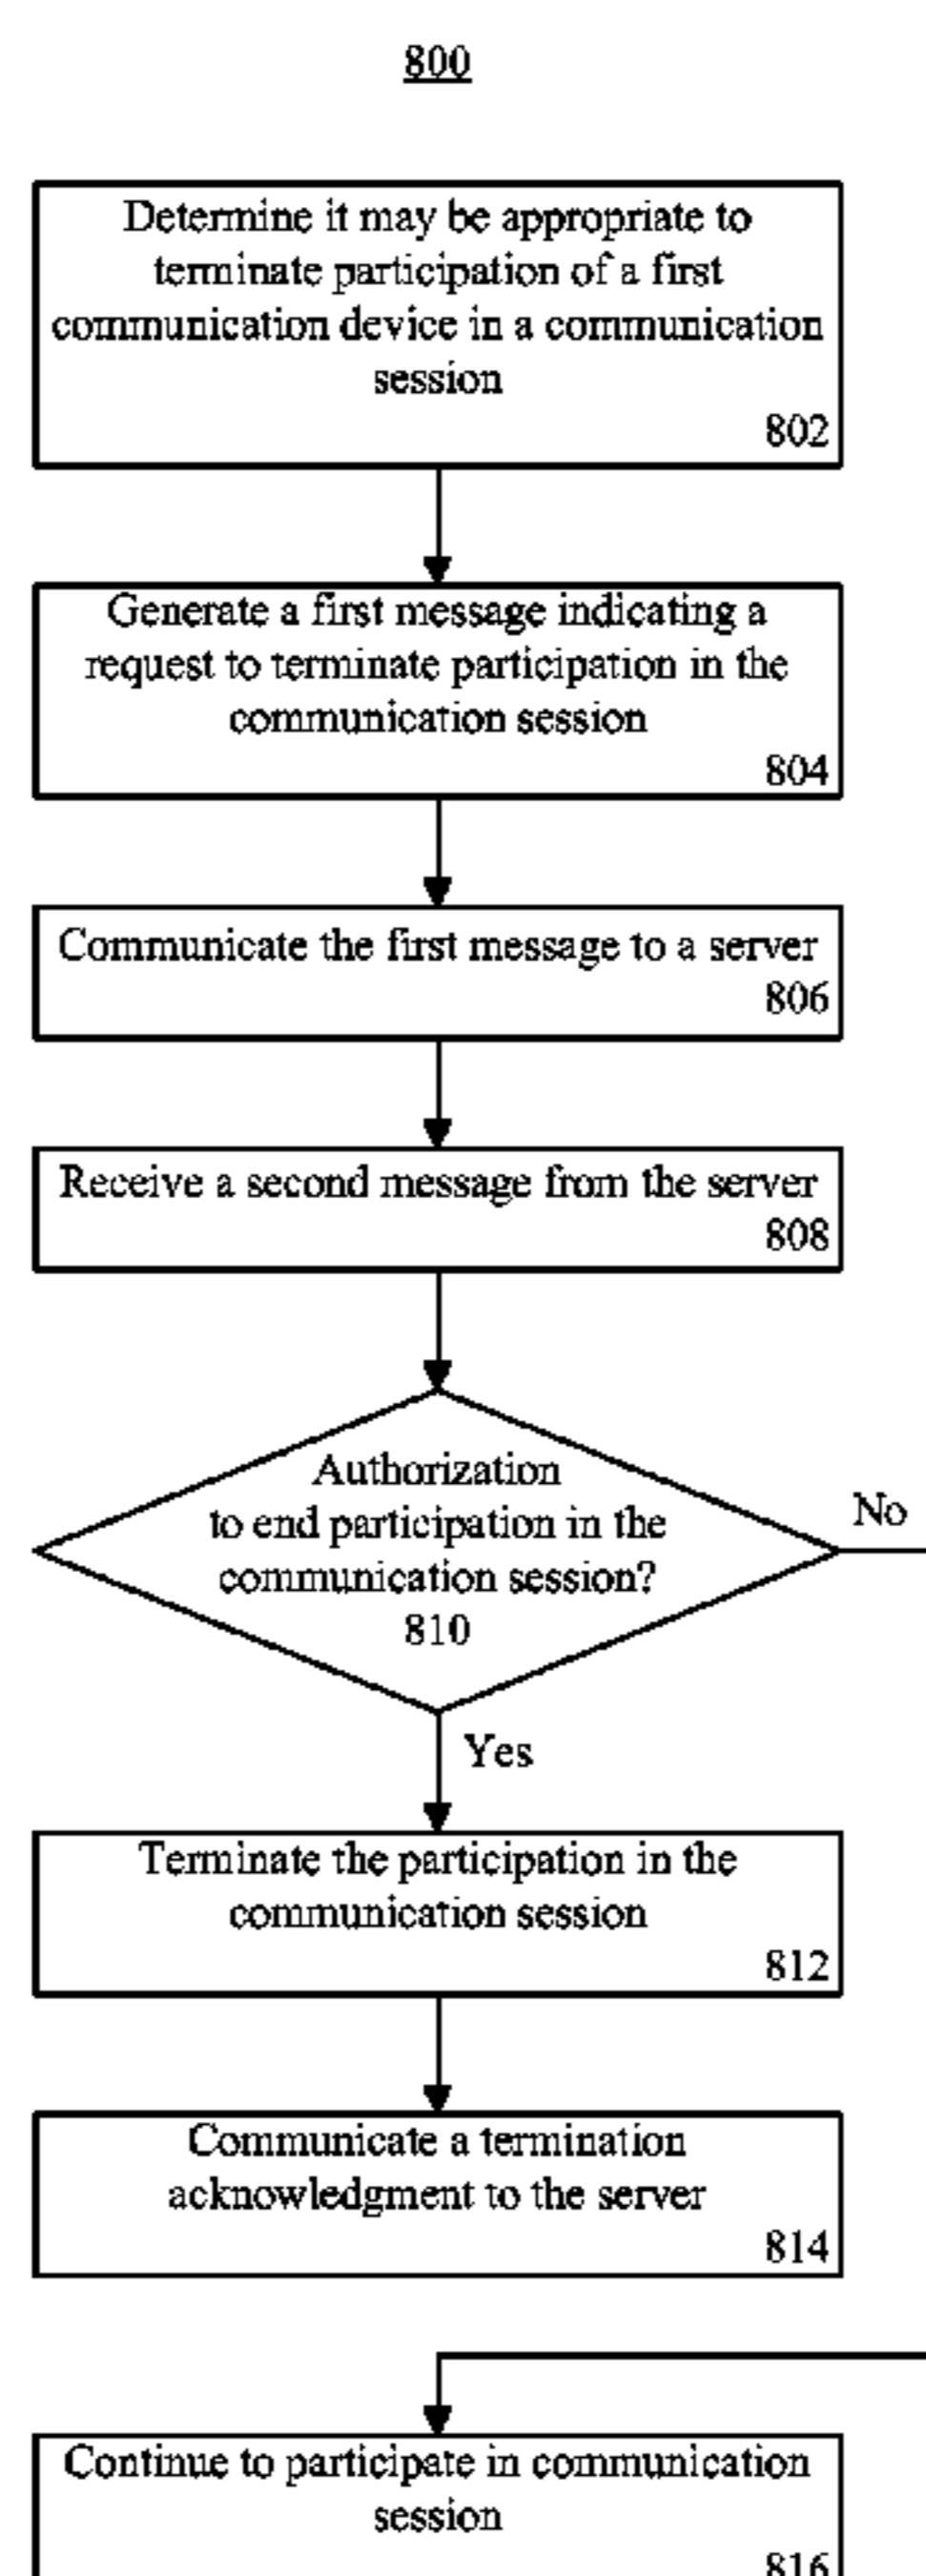 800
Determine it may be appropriate to
terminate participation of a first
communication device in a communication
session
802
Generate a first message indicating a
request to terminate participation in the
communication session
804
Communicate the first message to a server
806
Receive a second message from the server
808
Authorization
to end participation in the
communication session?
810
No
Yes
Terminate the participation in the
communication session
812
Communicate a termination
acknowledgment to the server
814
Continue to participate in communication
session
816